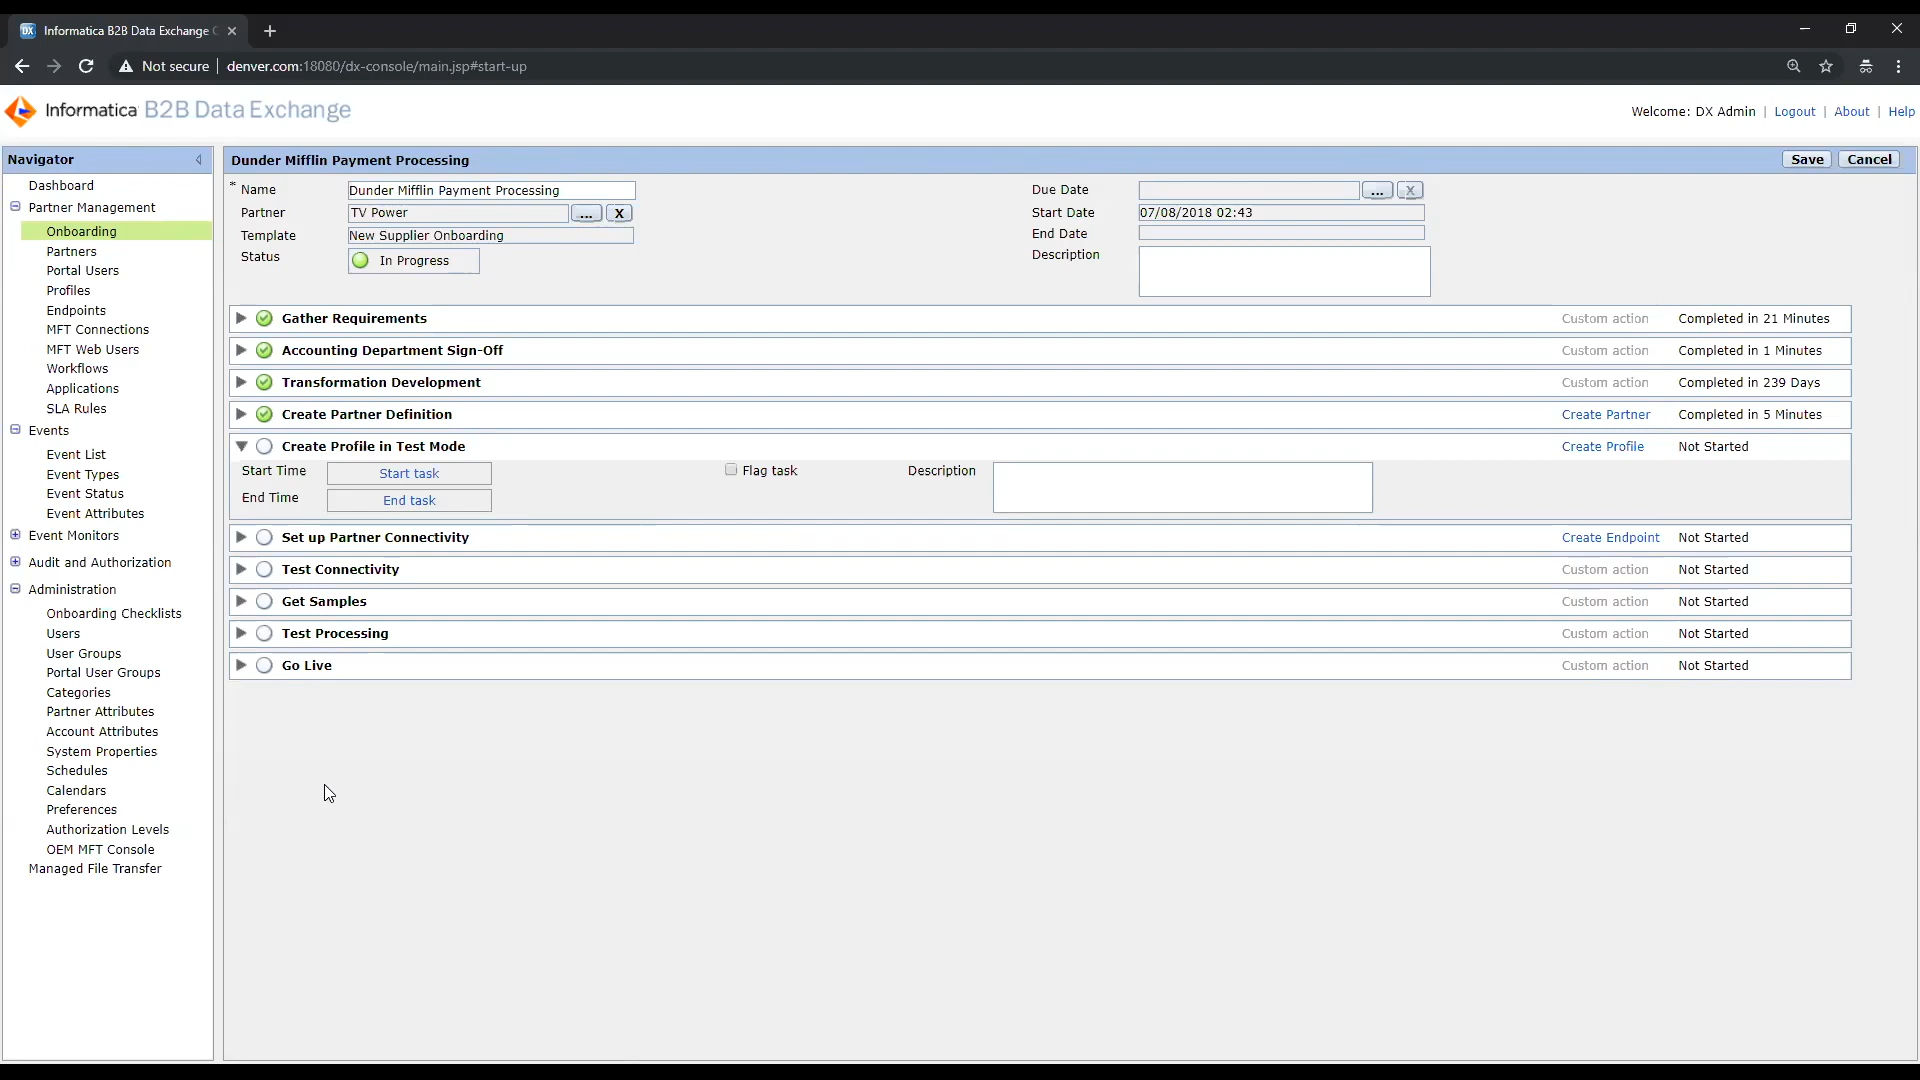 Informatica B2B Data Exchange C
Not secure | denver.com:18080/dx-console/main.jsp#start-up
Informatica B2B Data Exchange
Welcome: DX Admin | Logout | About | Help
Navigator
Dashboard
Partner Management
Onboarding
Partners
Portal Users
Profiles
Endpoints
MFT Connections
MFT Web Users
Workflows
Applications
SLA Rules
Events
Event List
Event Types
Event Status
Event Attributes
Event Monitors
Audit and Authorization
Administration
Onboarding Checklists
Users
User Groups
Portal User Groups
Categories
Partner Attributes
Account Attributes
System Properties
Schedules
Calendars
Preferences
Authorization Levels
OEM MFT Console
Managed File Transfer
Dunder Mifflin Payment Processing Save Cancel
* Name Dunder Mifflin Payment Processing
Partner TV Power ... X
Template New Supplier Onboarding
Status In Progress
Due Date ... X
Start Date 07/08/2018 02:43
End Date
Description
Gather Requirements Custom action Completed in 21 Minutes
Accounting Department Sign-Off Custom action Completed in 1 Minutes
Transformation Development Custom action Completed in 239 Days
Create Partner Definition Create Partner Completed in 5 Minutes
Create Profile in Test Mode Create Profile Not Started
Start Time Start task Flag task Description
End Time End task
Set up Partner Connectivity Create Endpoint Not Started
Test Connectivity Custom action Not Started
Get Samples Custom action Not Started
Test Processing Custom action Not Started
Go Live Custom action Not Started